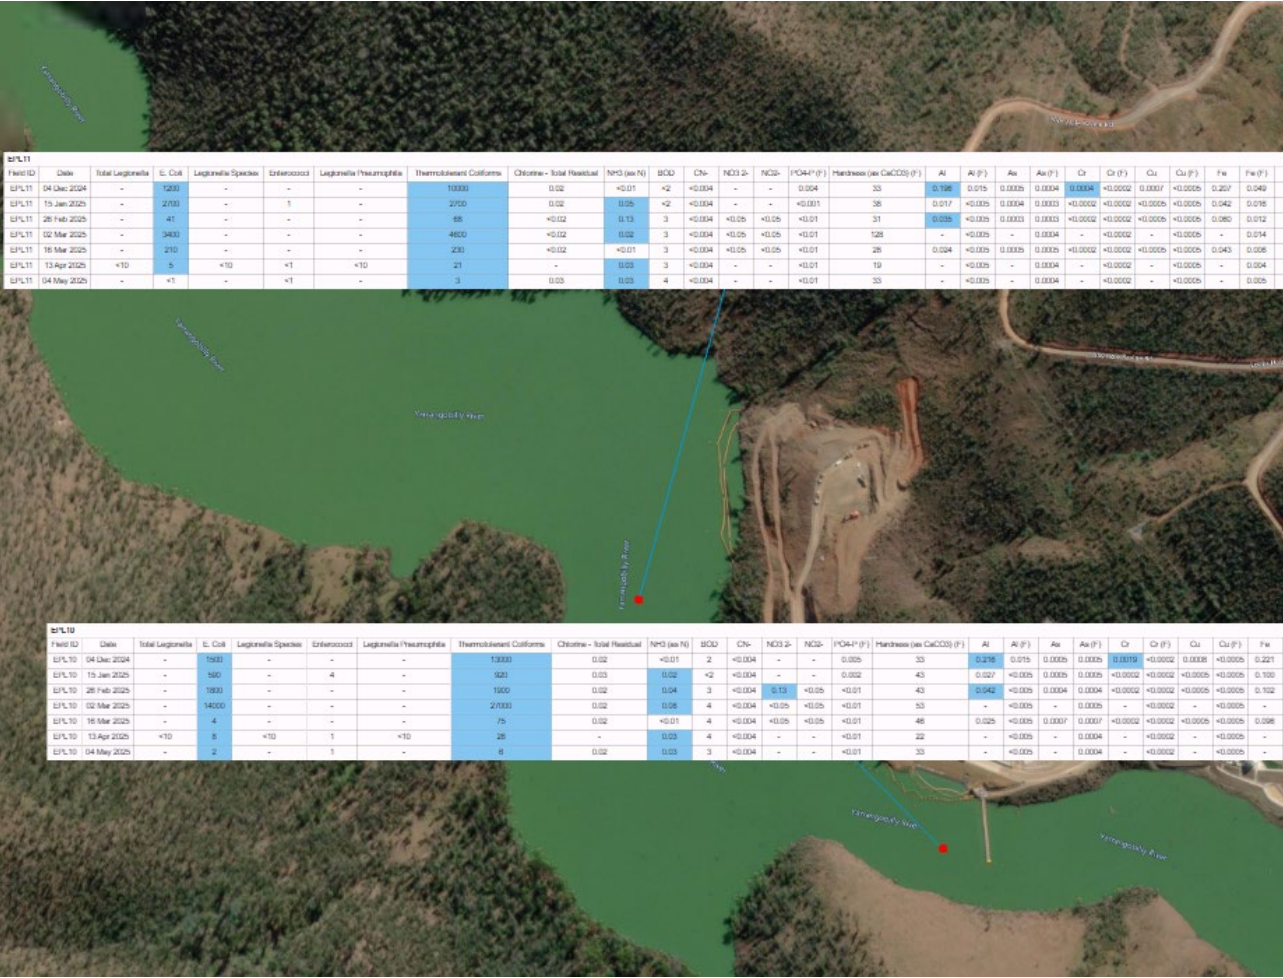 Yarrangobilly River
EPL11
Field ID Date Total Legionella E. Coli Legionella Species Enterococci Legionella Pneumophila Thermotolerant Coliforms Chlorine - Total Residual NH3 (as N) BOD CN- NO3 2- NO2- PO4-P (F) Hardness (as CaCO3) (F) Al Al (F) As As (F) Cr Cr (F) Cu Cu (F) Fe Fe (F)
EPL11 04 Dec 2024 - 1200 - - - 10000 0.02 <0.01 <2 <0.004 - - 0.004 33 0.196 0.015 0.0005 0.0004 0.0004 <0.0002 0.0007 <0.0005 0.207 0.049
EPL11 15 Jan 2025 - 2700 - 1 - 2700 0.02 0.05 <2 <0.004 - - <0.001 38 0.017 <0.005 0.0004 0.0003 <0.0002 <0.0002 <0.0005 <0.0005 0.042 0.016
EPL11 26 Feb 2025 - 41 - - - 68 <0.02 0.13 3 <0.004 <0.05 <0.05 <0.01 31 0.035 <0.005 0.0003 0.0003 <0.0002 <0.0002 <0.0005 <0.0005 0.060 0.012
EPL11 02 Mar 2025 - 3400 - - - 4600 <0.02 0.02 3 <0.004 <0.05 <0.05 <0.01 128 - <0.005 - 0.0004 - <0.0002 - <0.0005 - 0.014
EPL11 16 Mar 2025 - 210 - - - 230 <0.02 <0.01 3 <0.004 <0.05 <0.05 <0.01 28 0.024 <0.005 0.0005 0.0005 <0.0002 <0.0002 <0.0005 <0.0005 0.043 0.006
EPL11 13 Apr 2025 <10 5 <10 <1 <10 21 - 0.03 3 <0.004 - - <0.01 19 - <0.005 - 0.0004 - <0.0002 - <0.0005 - 0.004
EPL11 04 May 2025 - <1 - <1 - 3 0.03 0.03 4 <0.004 - - <0.01 33 - <0.005 - 0.0004 - <0.0002 - <0.0005 - 0.005
Yarrangobilly River
Yarrangobilly River
Yarrangobilly River
EPL10
Field ID Date Total Legionella E. Coli Legionella Species Enterococci Legionella Pneumophila Thermotolerant Coliforms Chlorine - Total Residual NH3 (as N) BOD CN- NO3 2- NO2- PO4-P (F) Hardness (as CaCO3) (F) Al Al (F) As As (F) Cr Cr (F) Cu Cu (F) Fe
EPL10 04 Dec 2024 - 1500 - - - 13000 0.02 <0.01 2 <0.004 - - 0.005 33 0.216 0.015 0.0005 0.0005 0.0019 <0.0002 0.0008 <0.0005 0.221
EPL10 15 Jan 2025 - 590 - 4 - 920 0.03 0.02 <2 <0.004 - - 0.002 43 0.027 <0.005 0.0005 0.0005 <0.0002 <0.0002 <0.0005 <0.0005 0.100
EPL10 26 Feb 2025 - 1800 - - - 1900 0.02 0.04 3 <0.004 0.13 <0.05 <0.01 43 0.042 <0.005 0.0004 0.0004 <0.0002 <0.0002 <0.0005 <0.0005 0.102
EPL10 02 Mar 2025 - 14000 - - - 27000 0.02 0.06 4 <0.004 <0.05 <0.05 <0.01 53 - <0.005 - 0.0005 - <0.0002 - <0.0005 -
EPL10 16 Mar 2025 - 4 - - - 75 0.02 <0.01 4 <0.004 <0.05 <0.05 <0.01 46 0.025 <0.005 0.0007 0.0007 <0.0002 <0.0002 <0.0005 <0.0005 0.096
EPL10 13 Apr 2025 <10 8 <10 1 <10 26 - 0.03 4 <0.004 - - <0.01 22 - <0.005 - 0.0004 - <0.0002 - <0.0005 -
EPL10 04 May 2025 - 2 - 1 - 6 0.02 0.03 3 <0.004 - - <0.01 33 - <0.005 - 0.0004 - <0.0002 - <0.0005 -
Yarrangobilly River
Yarrangobilly River